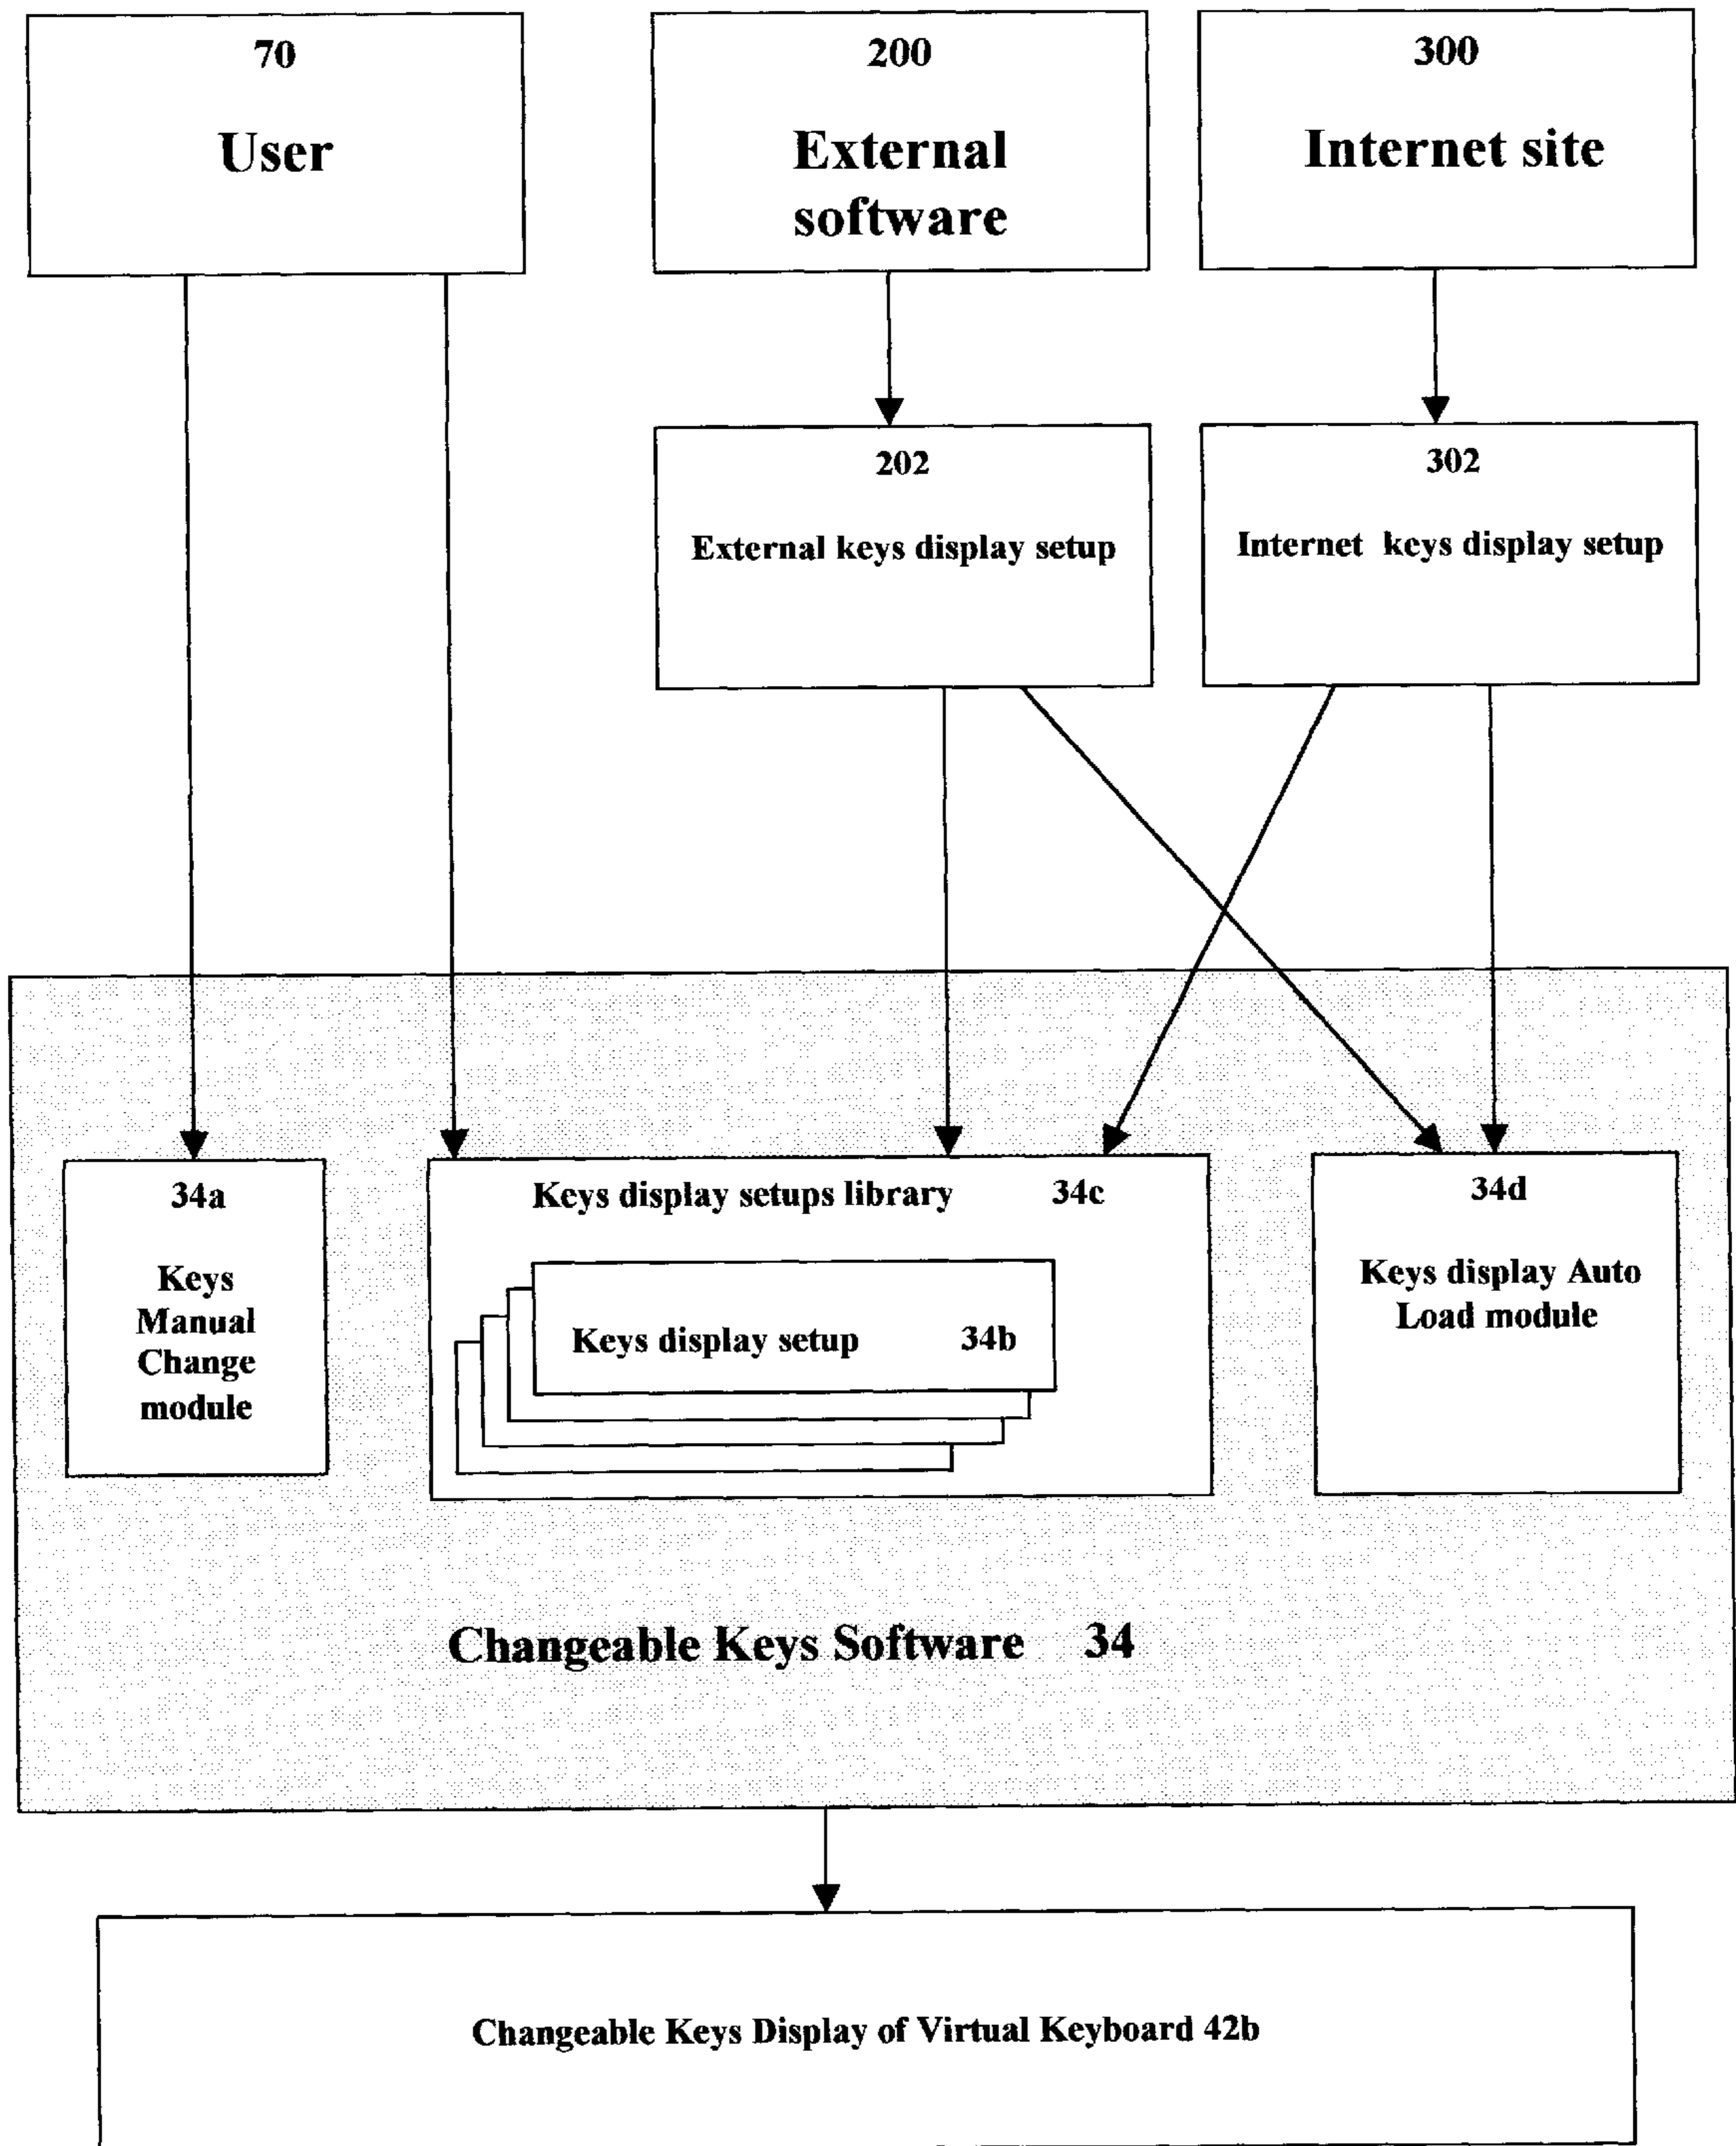 70
User
200
External
software
300
Internet site
202
External keys display setup
302
Internet keys display setup
34a
Keys
Manual
Change
module
Keys display setups library 34c
Keys display setup 34b
34d
Keys display Auto
Load module
Changeable Keys Software 34
Changeable Keys Display of Virtual Keyboard 42b